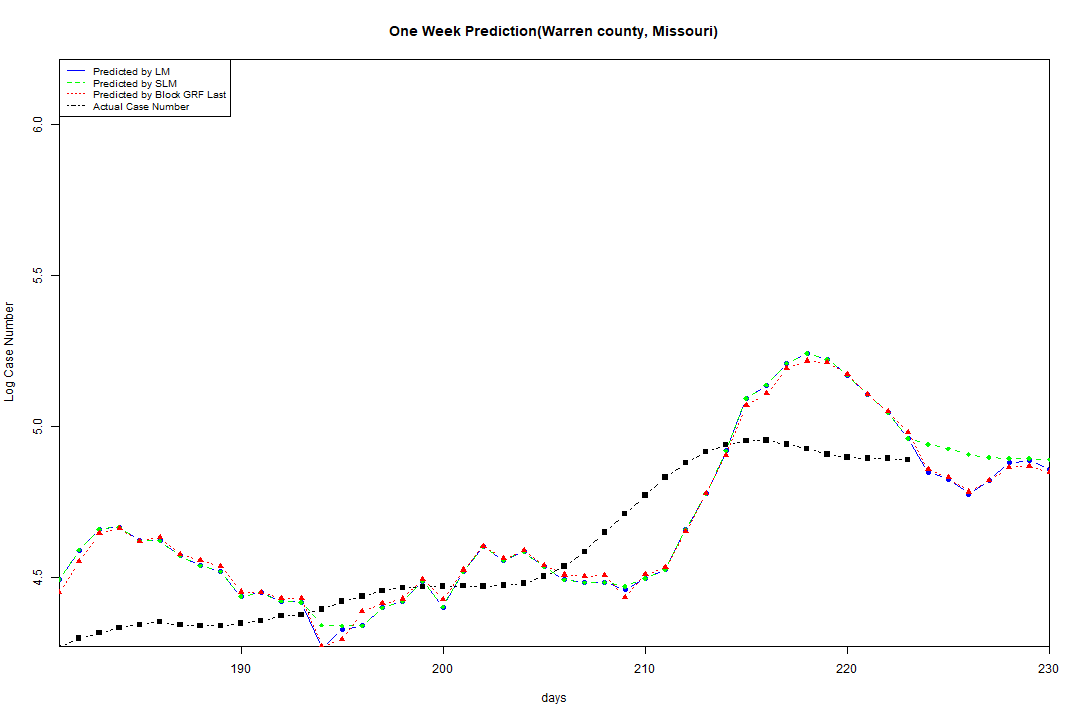 One Week Prediction(Warren county, Missouri)
Predicted by LM
Predicted by SLM
Predicted by Block GRF Last
Actual Case Number
6.0
5.5
5.0
4.5
Log Case Number
190
200
210
220
230
days